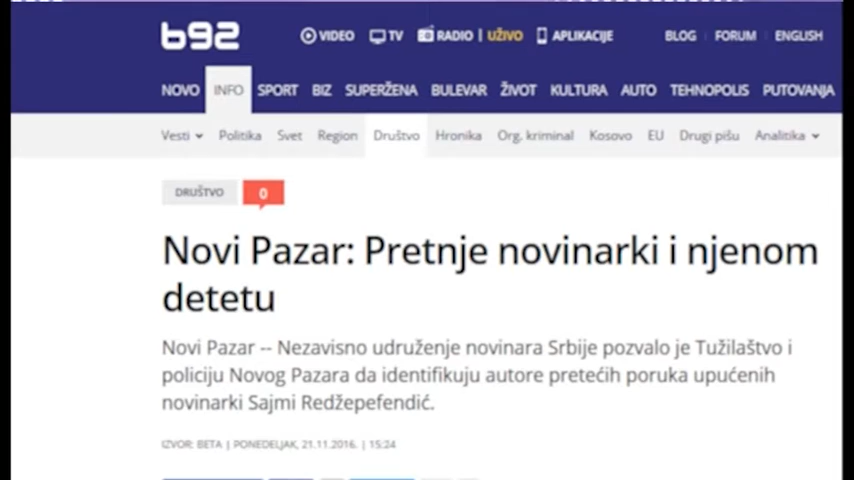 b92 VIDEO TV RADIO | UŽIVO APLIKACIJE BLOG FORUM ENGLISH
NOVO INFO SPORT BIZ SUPERŽENA BULEVAR ŽIVOT KULTURA AUTO TEHNOPOLIS PUTOVANJA
Vesti Politika Svet Region Društvo Hronika Org. kriminal Kosovo EU Drugi pišu Analitika
DRUŠTVO 0
Novi Pazar: Pretnje novinarki i njenom
detetu
Novi Pazar -- Nezavisno udruženje novinara Srbije pozvalo je Tužilaštvo i
policiju Novog Pazara da identifikuju autore pretećih poruka upućenih
novinarki Sajmi Redžepefendić.
IZVOR: BETA | PONEDELJAK, 21.11.2016. | 15:24